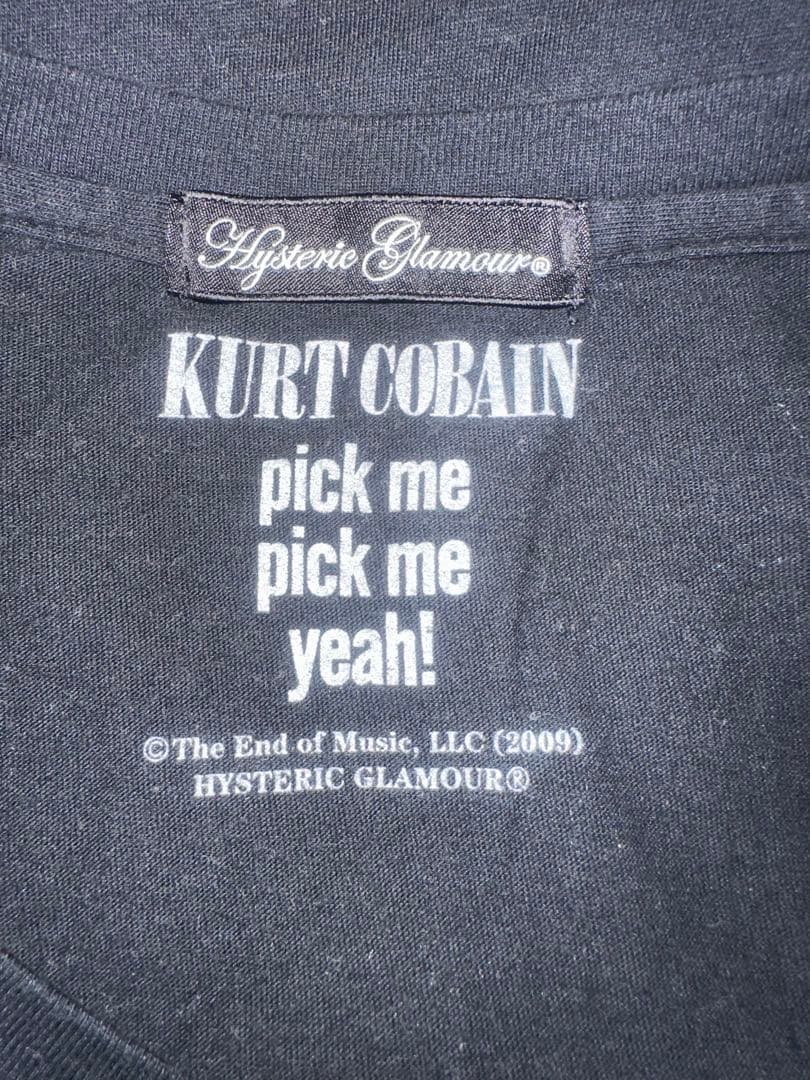 Hysteric Glamour®
KURT COBAIN
pick me
pick me
yeah!
©The End of Music, LLC (2009)
HYSTERIC GLAMOUR®